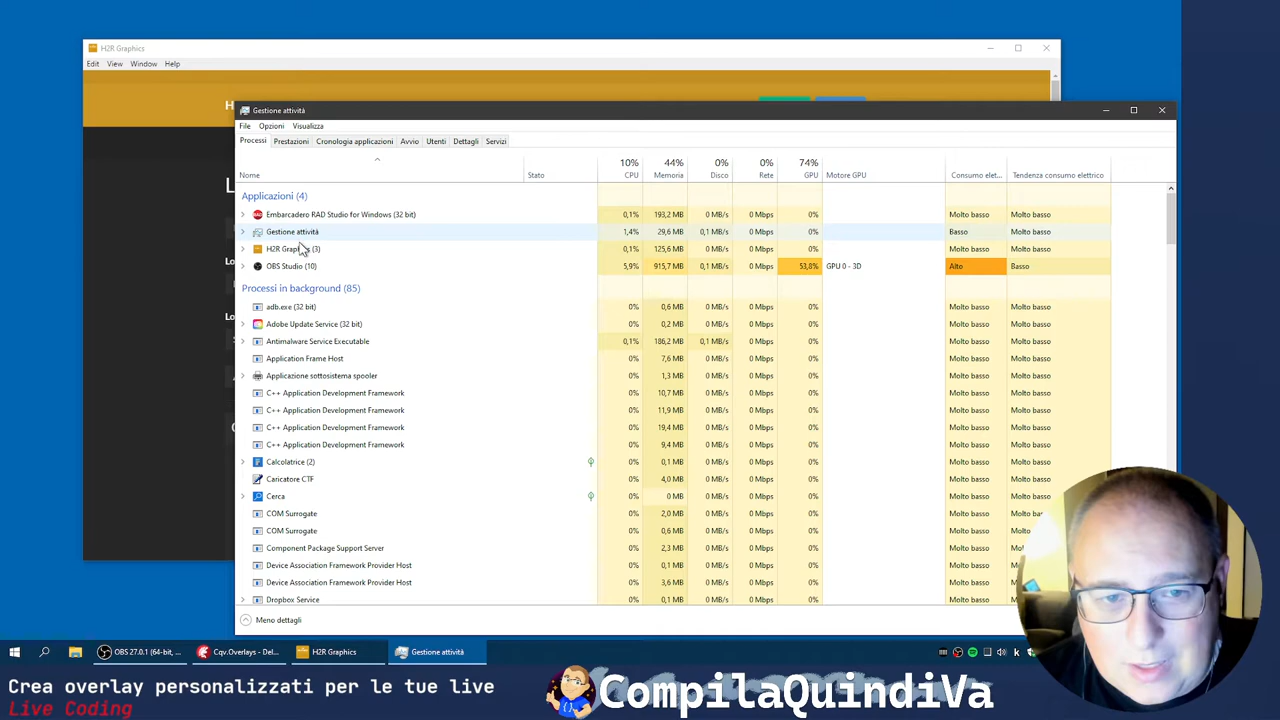 H2R Graphics
Edit View Window Help
H
Gestione attività
File Opzioni Visualizza
Processi Prestazioni Cronologia applicazioni Avvio Utenti Dettagli Servizi
10% 44% 0% 0% 74%
Nome Stato CPU Memoria Disco Rete GPU Motore GPU Consumo elet... Tendenza consumo elettrico
Applicazioni (4)
Embarcadero RAD Studio for Windows (32 bit) 0,1% 193,2 MB 0 MB/s 0 Mbps 0% Molto basso Molto basso
Gestione attività 1,4% 29,6 MB 0,1 MB/s 0 Mbps 0% Basso Molto basso
H2R Graphics (3) 0,1% 125,6 MB 0 MB/s 0 Mbps 0% Molto basso Molto basso
OBS Studio (10) 5,9% 915,7 MB 0,1 MB/s 0 Mbps 53,8% GPU 0 - 3D Alto Basso
Processi in background (85)
adb.exe (32 bit) 0% 0,6 MB 0 MB/s 0 Mbps 0% Molto basso Molto basso
Adobe Update Service (32 bit) 0% 0,2 MB 0 MB/s 0 Mbps 0% Molto basso Molto basso
Antimalware Service Executable 0,1% 186,2 MB 0,1 MB/s 0 Mbps 0% Molto basso Molto basso
Application Frame Host 0% 7,6 MB 0 MB/s 0 Mbps 0% Molto basso Molto basso
Applicazione sottosistema spooler 0% 1,3 MB 0 MB/s 0 Mbps 0% Molto basso Molto basso
C++ Application Development Framework 0% 10,7 MB 0 MB/s 0 Mbps 0% Molto basso Molto basso
C++ Application Development Framework 0% 11,9 MB 0 MB/s 0 Mbps 0% Molto basso Molto basso
C++ Application Development Framework 0% 19,4 MB 0 MB/s 0 Mbps 0% Molto basso Molto basso
C++ Application Development Framework 0% 9,4 MB 0 MB/s 0 Mbps 0% Molto basso Molto basso
Calcolatrice (2) 0% 0,1 MB 0 MB/s 0 Mbps 0% Molto basso Molto basso
Caricatore CTF 0% 4,0 MB 0 MB/s 0 Mbps 0% Molto basso Molto basso
Cerca 0% 0 MB 0 MB/s 0 Mbps 0% Molto basso Molto basso
COM Surrogate 0% 2,0 MB 0 MB/s 0 Mbps 0% Molto basso Molto
COM Surrogate 0% 0,6 MB 0 MB/s 0 Mbps 0% Molto basso
Component Package Support Server 0% 2,3 MB 0 MB/s 0 Mbps 0% Molto basso
Device Association Framework Provider Host 0% 0,1 MB 0 MB/s 0 Mbps 0% Molto basso
Device Association Framework Provider Host 0% 3,6 MB 0 MB/s 0 Mbps 0% Molto basso
Dropbox Service 0% 0,1 MB 0 MB/s 0 Mbps 0% Molto basso
Meno dettagli
OBS 27.0.1 (64-bit, ... Cqv.Overlays - Del... H2R Graphics Gestione attività
Crea overlay personalizzati per le tue live
Live Coding
CompilaQuindiVa